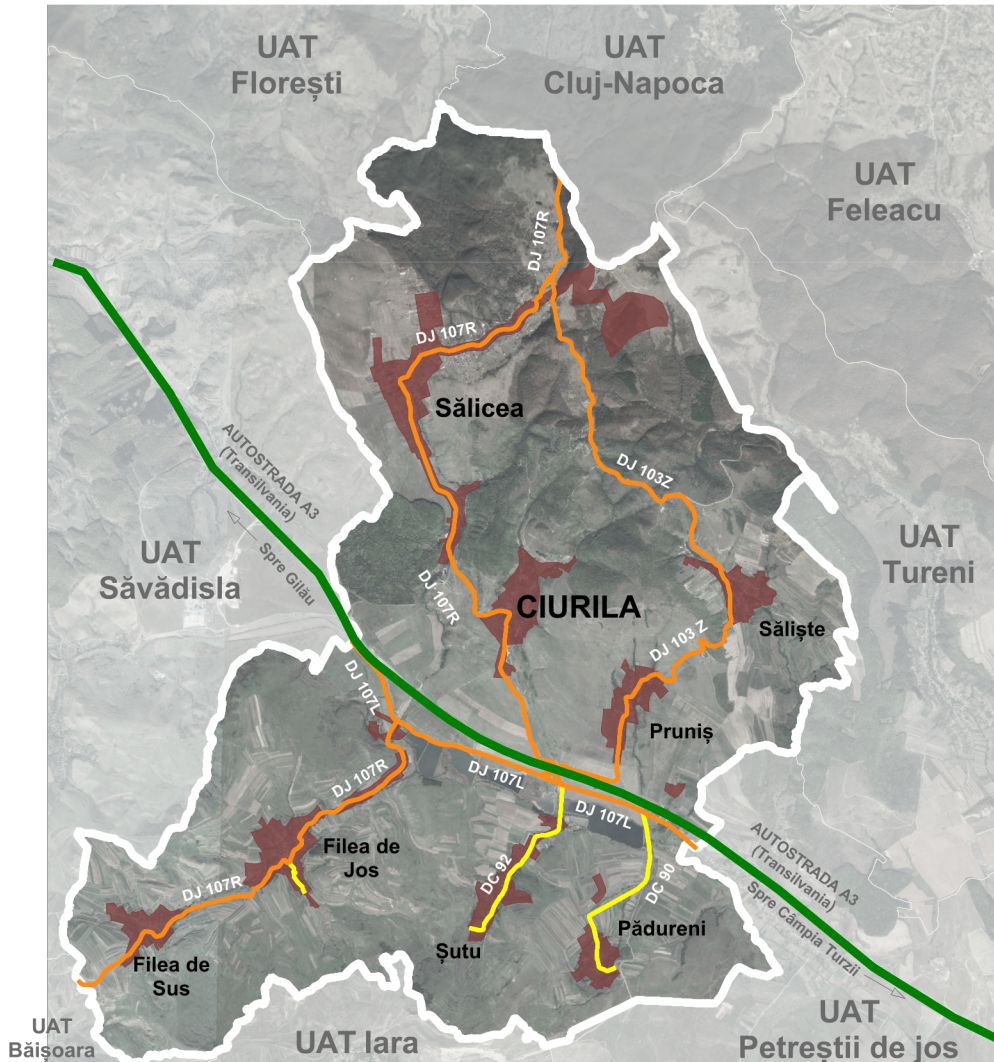 UAT
Florești
UAT
Cluj-Napoca
UAT
Feleacu
DJ 107R
DJ 107R
Sălicea
AUTOSTRADA A3
(Transilvania)
Spre Gilău
DJ 103Z
UAT
Săvădisla
UAT
Tureni
DJ 107R
CIURILA
Săliște
DJ 103 Z
DJ 107L
Pruniș
DJ 107R
DJ 107L
DJ 107L
AUTOSTRADA A3
(Transilvania)
Spre Câmpia Turzii
Filea de
Jos
DC 92
DC 90
DJ 107R
Pădureni
Șutu
Filea de
Sus
UAT
Băișoara
UAT Iara
UAT
Petreștii de jos